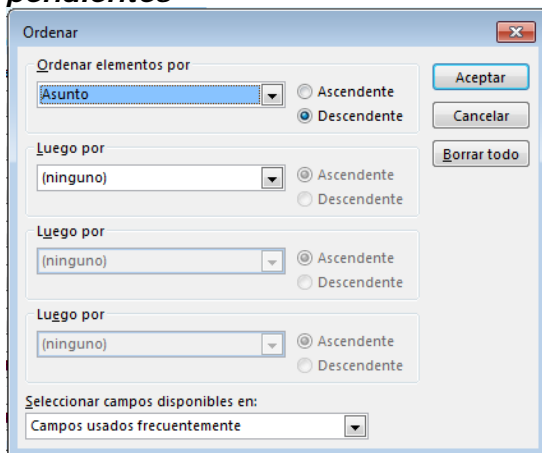 pendientes
Ordenar
Ordenar elementos por
Asunto
Ascendente
Descendente
Aceptar
Cancelar
Borrar todo
Luego por
(ninguno)
Ascendente
Descendente
Luego por
(ninguno)
Ascendente
Descendente
Luego por
(ninguno)
Ascendente
Descendente
Seleccionar campos disponibles en:
Campos usados frecuentemente